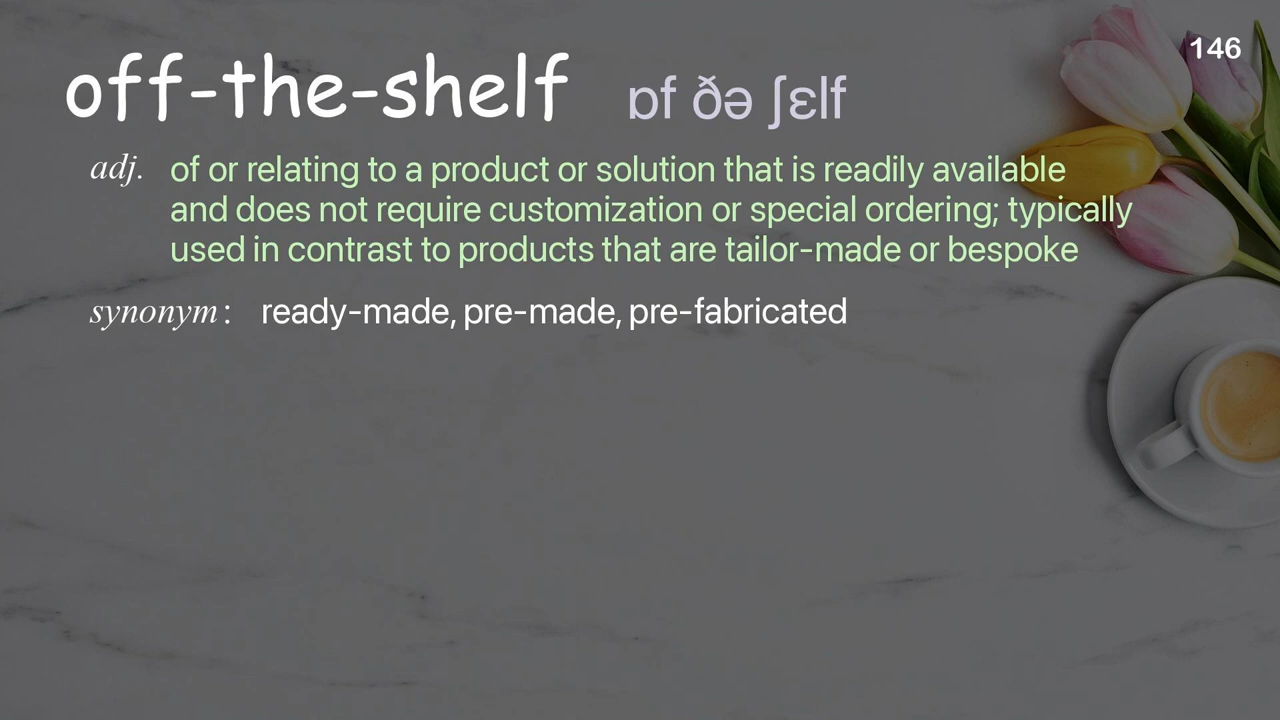 146
off-the-shelf ɒf ðə ʃɛlf
adj. of or relating to a product or solution that is readily available
and does not require customization or special ordering; typically
used in contrast to products that are tailor-made or bespoke
synonym: ready-made, pre-made, pre-fabricated